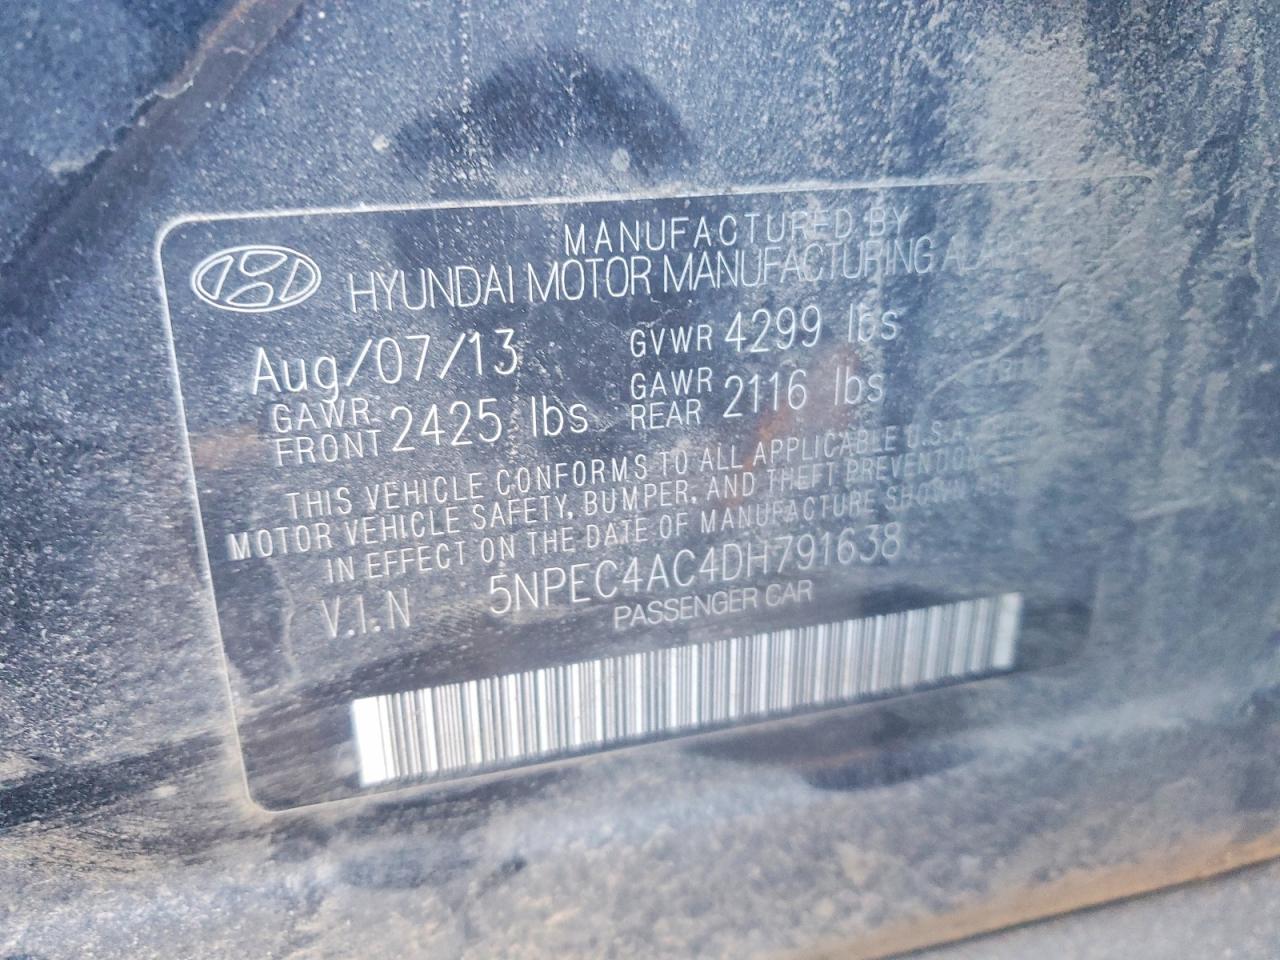 MANUFACTURED BY
HYUNDAI MOTOR MANUFACTURING
Aug/07/13 GVWR 4299 lbs
GAWR FRONT 2425 lbs GAWR REAR 2116 lbs
THIS VEHICLE CONFORMS TO ALL APPLICABLE U.S.A.
MOTOR VEHICLE SAFETY, BUMPER, AND THEFT PREVENTION
IN EFFECT ON THE DATE OF MANUFACTURE SHOWN
V.I.N 5NPEC4AC4DH791638
PASSENGER CAR